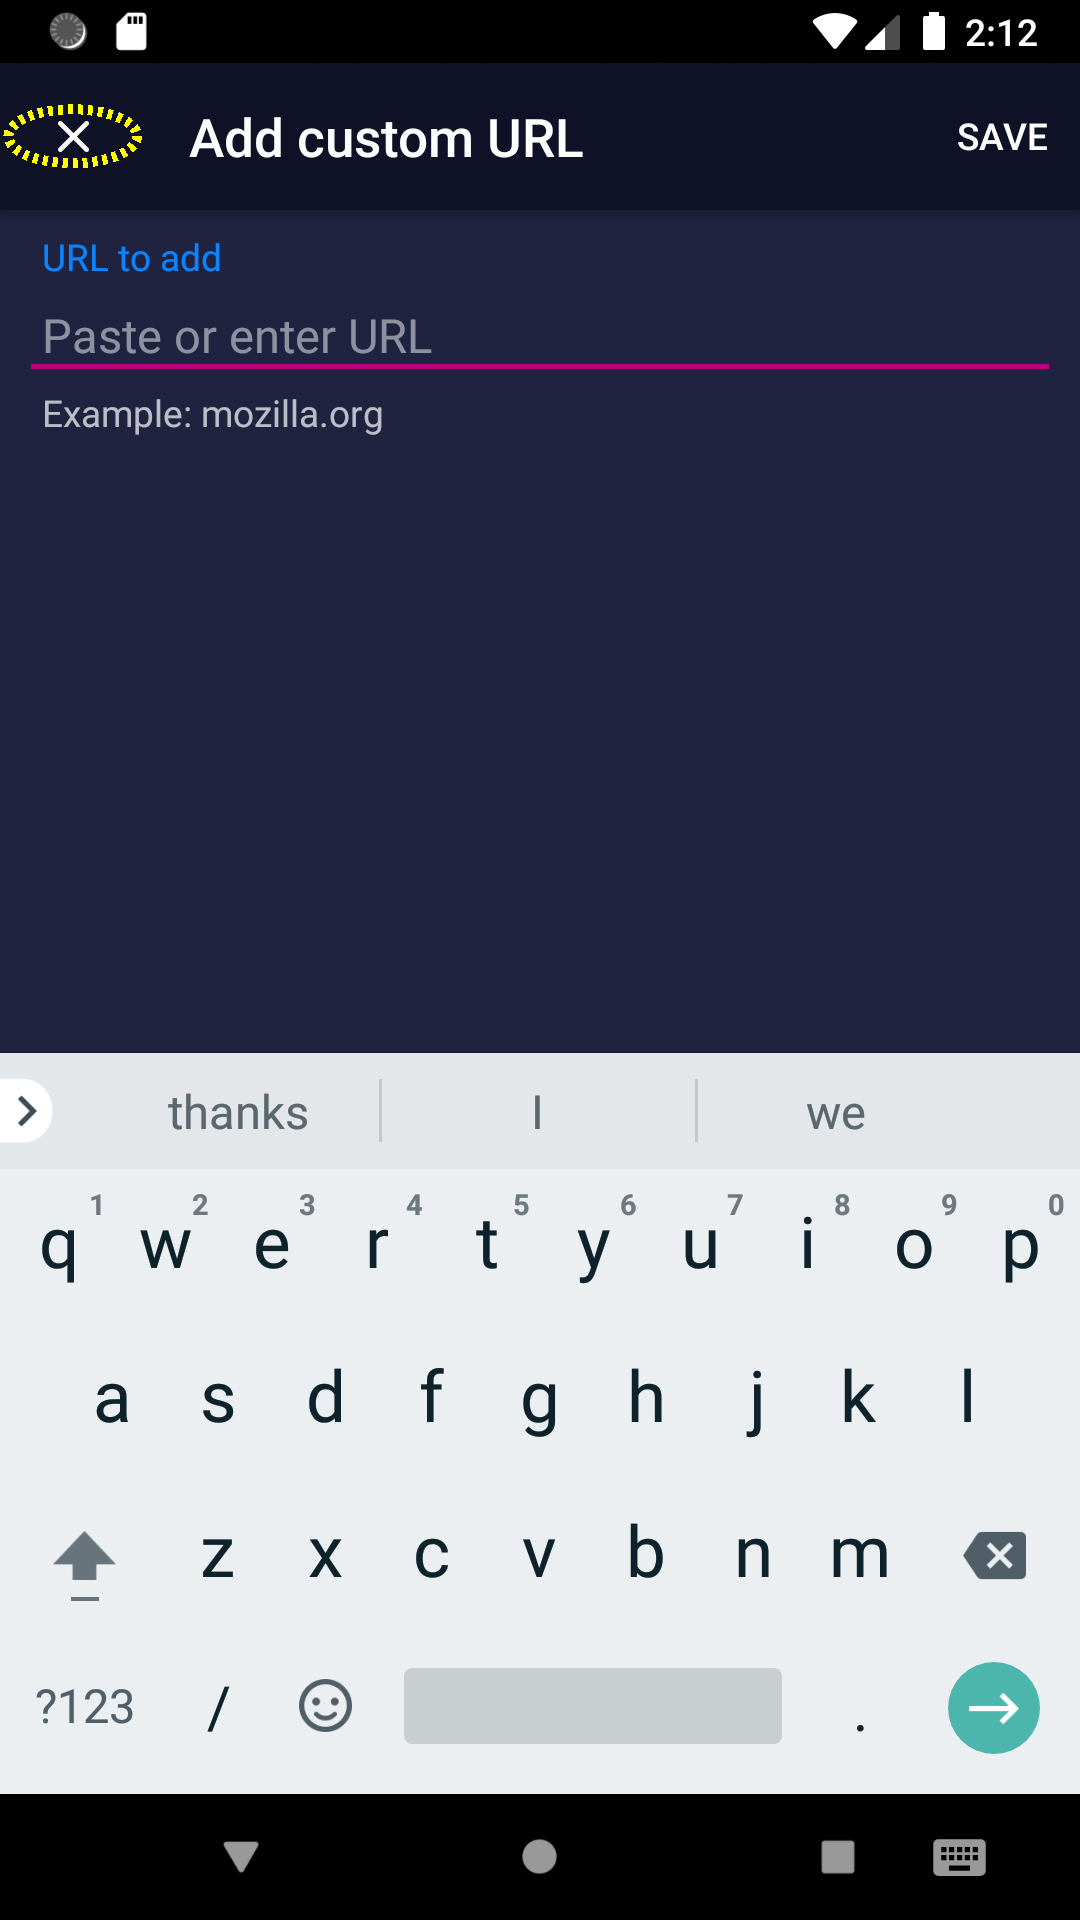 2:12
Add custom URL SAVE
URL to add
Paste or enter URL
Example: mozilla.org
thanks I we
1 2 3 4 5 6 7 8 9 0
q w e r t y u i o p
a s d f g h j k l
z x c v b n m
?123 / .